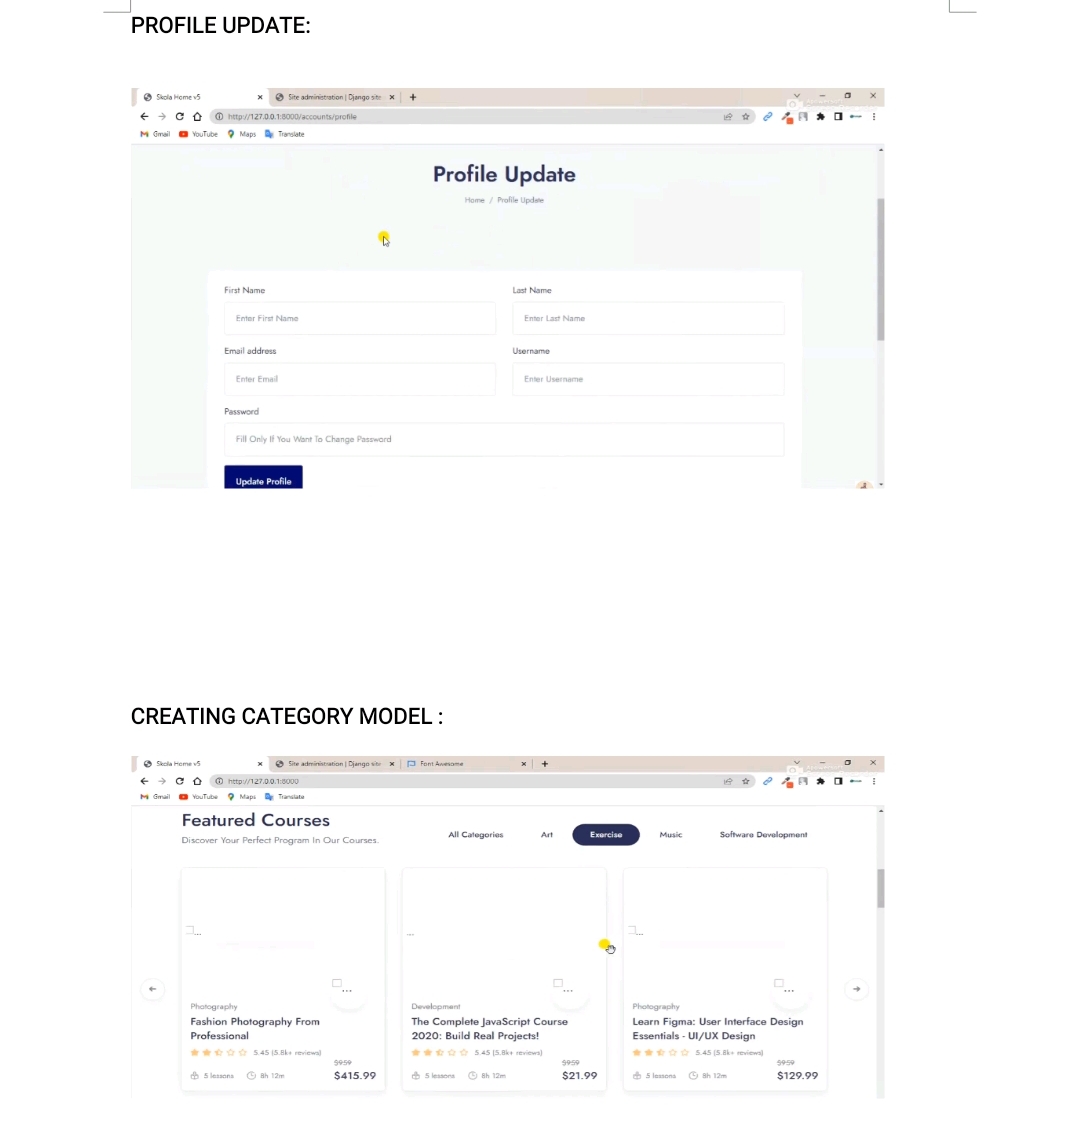 PROFILE UPDATE:
Skola Home v5
Site administration | Django site
http://127.0.0.1:8000/accounts/profile
Gmail YouTube Maps Translate
Profile Update
Home / Profile Update
First Name Last Name
Enter First Name Enter Last Name
Email address Username
Enter Email Enter Username
Password
Fill Only If You Want To Change Password
Update Profile
CREATING CATEGORY MODEL :
Skola Home v5
Site administration | Django site
Font Awesome
http://127.0.0.1:8000
Gmail YouTube Maps Translate
Featured Courses
Discover Your Perfect Program In Our Courses.
All Categories Art Exercise Music Software Development
... ... ...
... ... ...
Photography
Fashion Photography From
Professional
5.45 (5.8k+ reviews)
$959
5 lessons 8h 12m $415.99
Development
The Complete JavaScript Course
2020: Build Real Projects!
5.45 (5.8k+ reviews)
$959
5 lessons 8h 12m $21.99
Photography
Learn Figma: User Interface Design
Essentials - UI/UX Design
5.45 (5.8k+ reviews)
$959
5 lessons 8h 12m $129.99